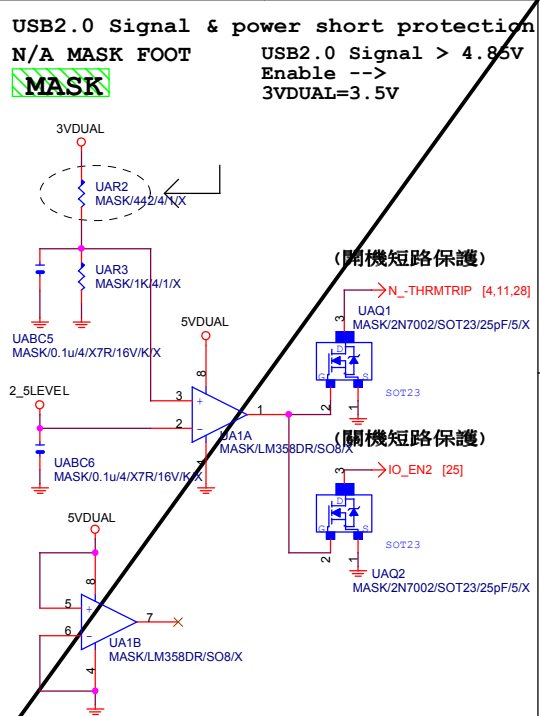 USB2.0 Signal & power short protection
N/A MASK FOOT
USB2.0 Signal > 4.85V
Enable -->
3VDUAL=3.5V
MASK
3VDUAL
UAR2
MASK/442/4/1/X
UAR3
MASK/1K/4/1/X
UABC5
MASK/0.1u/4/X7R/16V/K/X
(開機短路保護)
N_-THRMTRIP [4,11,28]
UAQ1
MASK/2N7002/SOT23/25pF/5/X
3
D
G
S
2
1
SOT23
5VDUAL
8
3
+
2
-
1
4
UA1A
MASK/LM358DR/SO8/X
2_5LEVEL
UABC6
MASK/0.1u/4/X7R/16V/K/X
(關機短路保護)
IO_EN2 [25]
3
D
G
S
2
1
SOT23
UAQ2
MASK/2N7002/SOT23/25pF/5/X
5VDUAL
8
5
+
6
-
7
4
UA1B
MASK/LM358DR/SO8/X